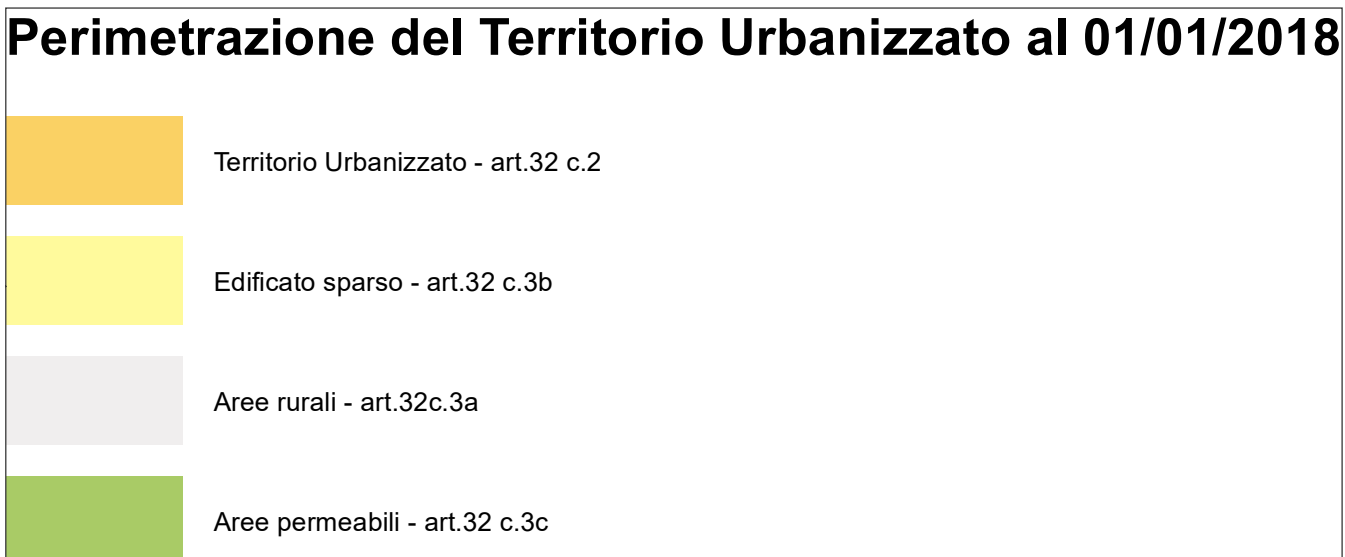 Perimetrazione del Territorio Urbanizzato al 01/01/2018
Territorio Urbanizzato - art.32 c.2
Edificato sparso - art.32 c.3b
Aree rurali - art.32c.3a
Aree permeabili - art.32 c.3c